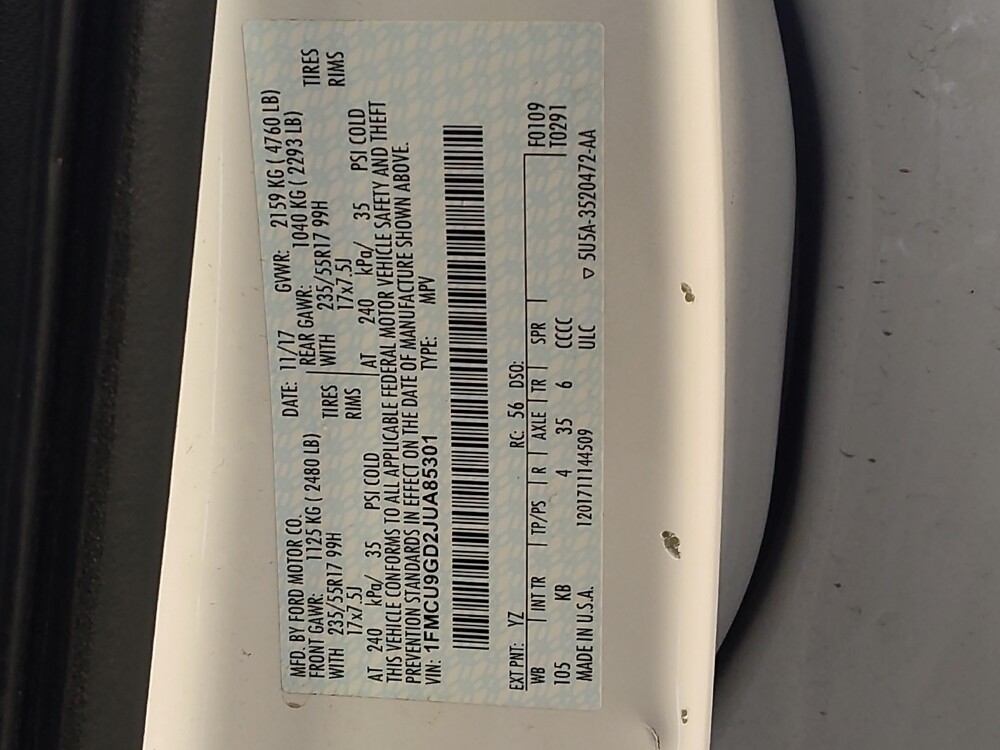 MFD. BY FORD MOTOR CO. DATE: 11/17 GVWR: 2159 KG ( 4760 LB)
FRONT GAWR: 1125 KG ( 2480 LB) REAR GAWR: 1040 KG ( 2293 LB)
WITH 235/55R17 99H TIRES WITH 235/55R17 99H TIRES
17x7.5J RIMS 17x7.5J RIMS
AT 240 kPa/ 35 PSI COLD AT 240 kPa/ 35 PSI COLD
THIS VEHICLE CONFORMS TO ALL APPLICABLE FEDERAL MOTOR VEHICLE SAFETY AND THEFT
PREVENTION STANDARDS IN EFFECT ON THE DATE OF MANUFACTURE SHOWN ABOVE.
VIN: 1FMCU9GD2JUA85301 TYPE: MPV
EXT PNT: YZ RC: 56 DSO: F0109
WB INT TR TP/PS R AXLE TR SPR T0291
105 KB 4 35 6 CCCC
MADE IN U.S.A. 1201711144509 ULC ▽ 5U5A-3520472-AA